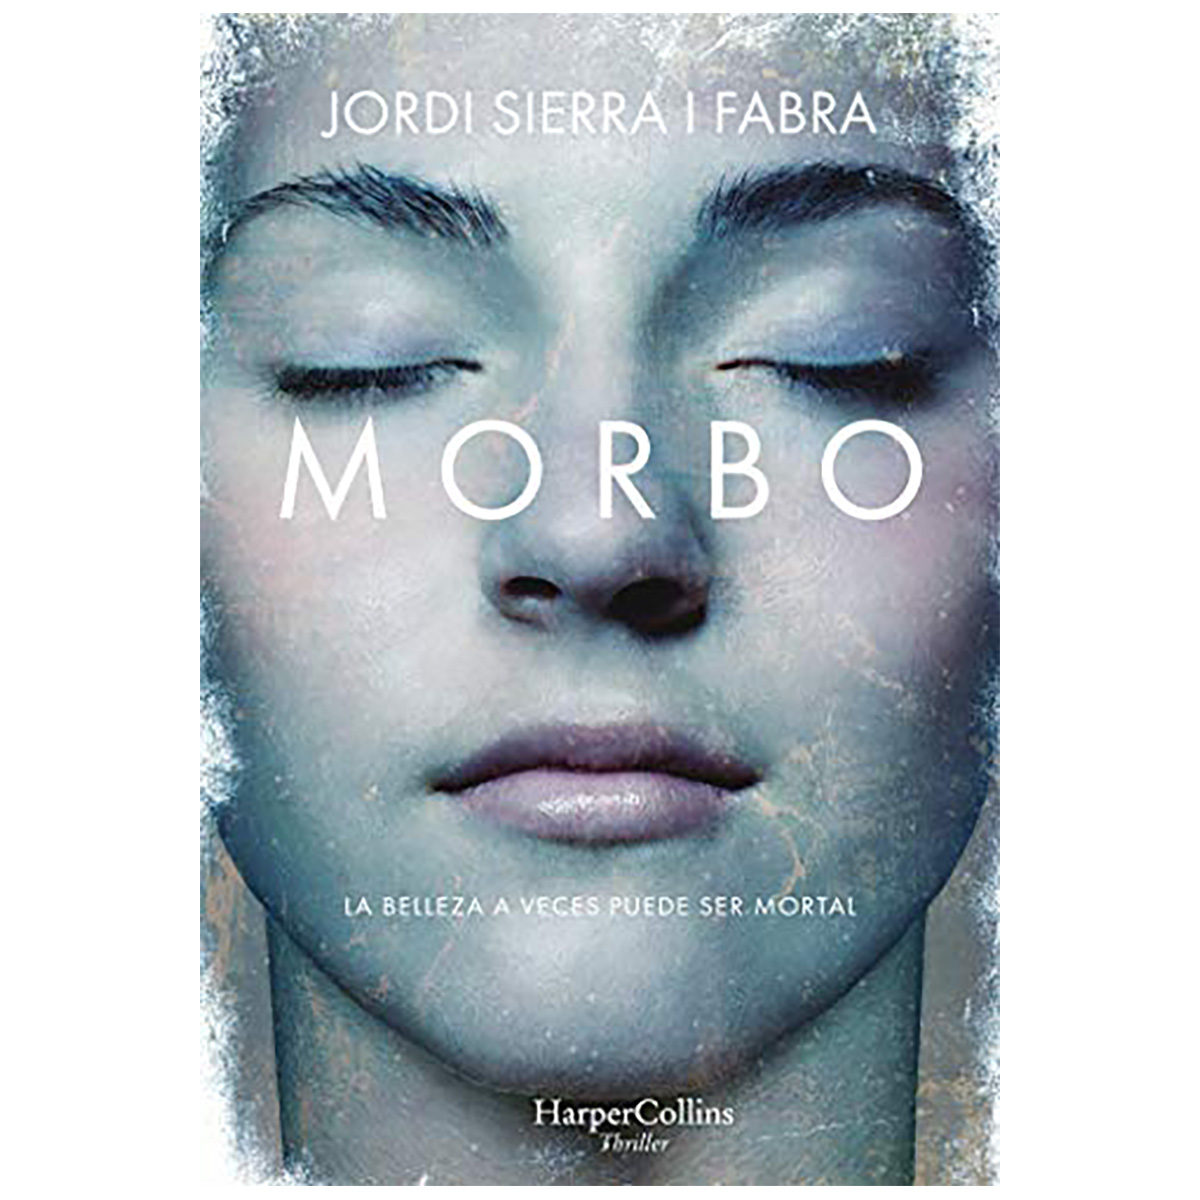 JORDI SIERRA I FABRA
MORBO
LA BELLEZA A VECES PUEDE SER MORTAL
HarperCollins
Thriller